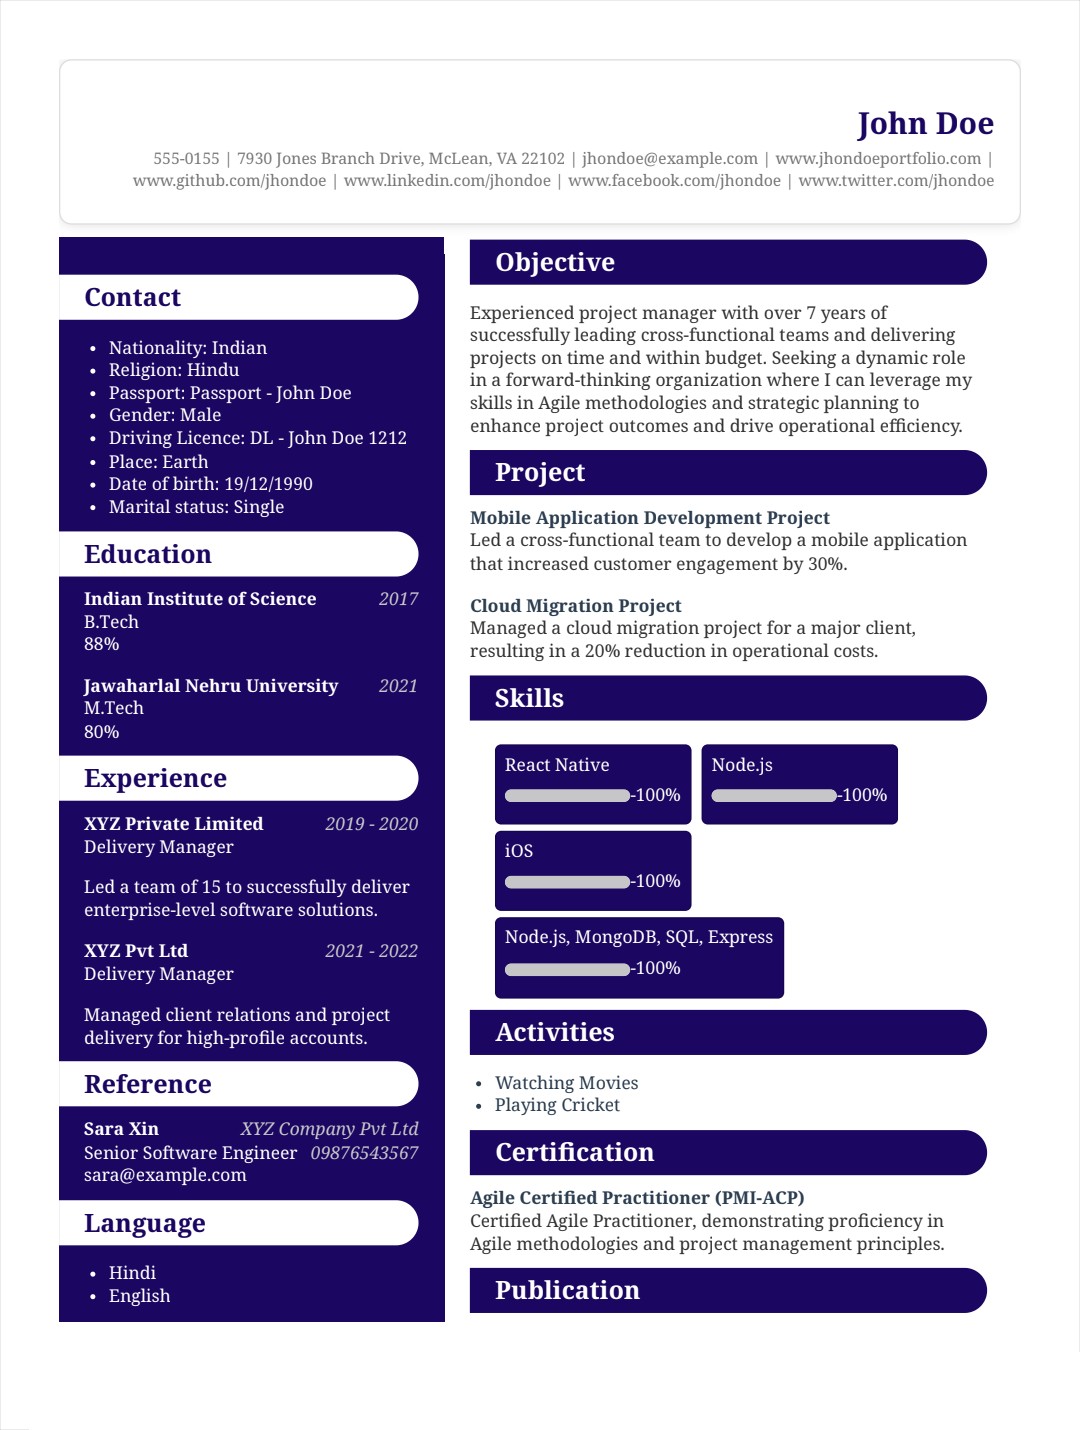 John Doe
555-0155 | 7930 Jones Branch Drive, McLean, VA 22102 | jhondoe@example.com | www.jhondoeportfolio.com |
www.github.com/jhondoe | www.linkedin.com/jhondoe | www.facebook.com/jhondoe | www.twitter.com/jhondoe
Contact
• Nationality: Indian
• Religion: Hindu
• Passport: Passport - John Doe
• Gender: Male
• Driving Licence: DL - John Doe 1212
• Place: Earth
• Date of birth: 19/12/1990
• Marital status: Single
Education
Indian Institute of Science 2017
B.Tech
88%
Jawaharlal Nehru University 2021
M.Tech
80%
Experience
XYZ Private Limited 2019 - 2020
Delivery Manager
Led a team of 15 to successfully deliver
enterprise-level software solutions.
XYZ Pvt Ltd 2021 - 2022
Delivery Manager
Managed client relations and project
delivery for high-profile accounts.
Reference
Sara Xin XYZ Company Pvt Ltd
Senior Software Engineer 09876543567
sara@example.com
Language
• Hindi
• English
Objective
Experienced project manager with over 7 years of
successfully leading cross-functional teams and delivering
projects on time and within budget. Seeking a dynamic role
in a forward-thinking organization where I can leverage my
skills in Agile methodologies and strategic planning to
enhance project outcomes and drive operational efficiency.
Project
Mobile Application Development Project
Led a cross-functional team to develop a mobile application
that increased customer engagement by 30%.
Cloud Migration Project
Managed a cloud migration project for a major client,
resulting in a 20% reduction in operational costs.
Skills
React Native
-100%
Node.js
-100%
iOS
-100%
Node.js, MongoDB, SQL, Express
-100%
Activities
• Watching Movies
• Playing Cricket
Certification
Agile Certified Practitioner (PMI-ACP)
Certified Agile Practitioner, demonstrating proficiency in
Agile methodologies and project management principles.
Publication